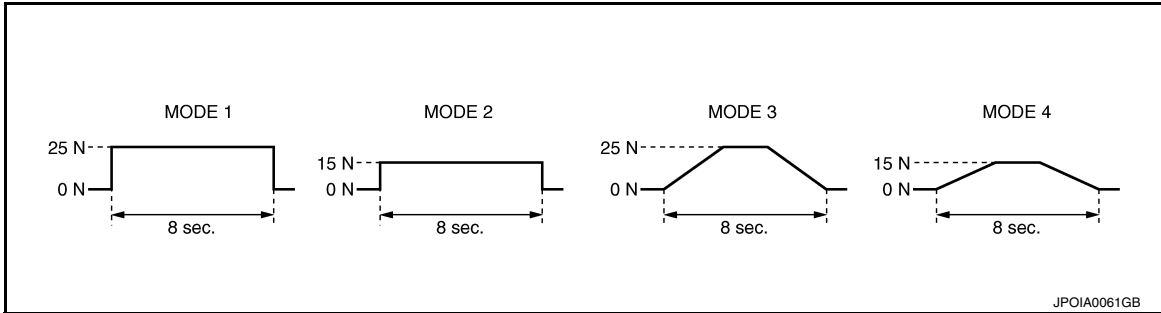 MODE 1
MODE 2
MODE 3
MODE 4
25 N
15 N
25 N
15 N
0 N
0 N
0 N
0 N
8 sec.
8 sec.
8 sec.
8 sec.
JPOIA0061GB